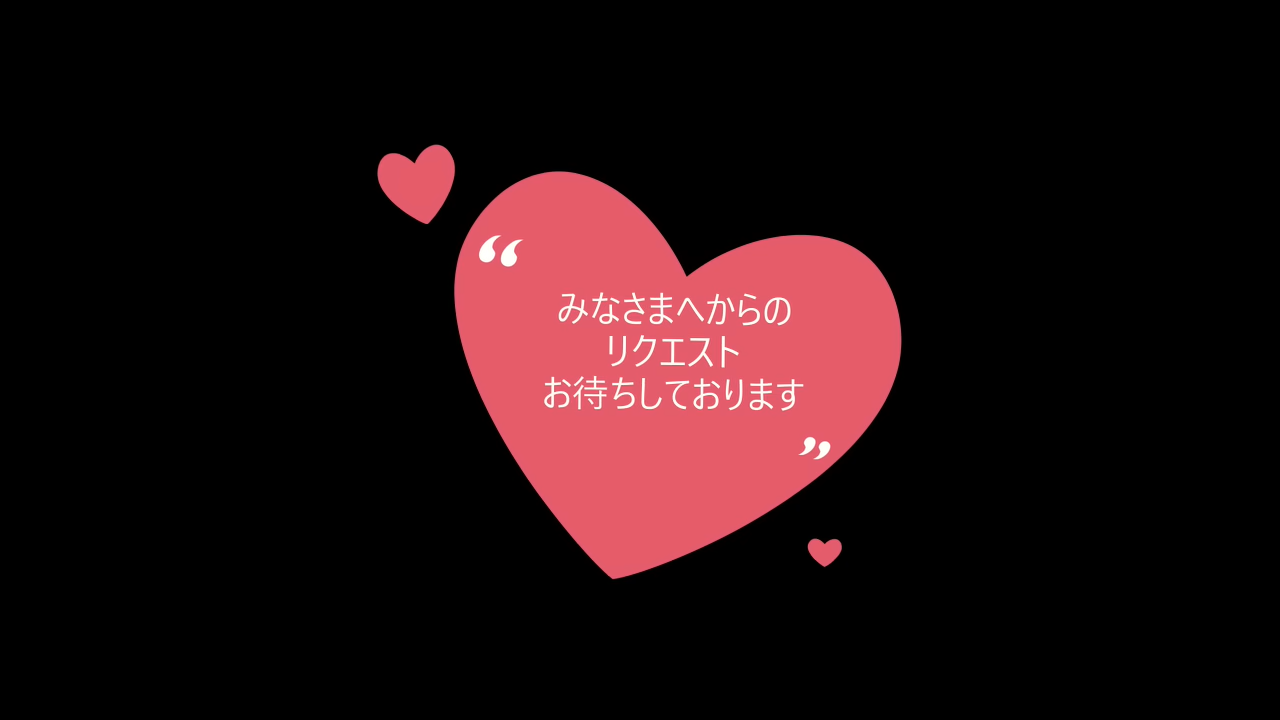 “
みなさまへからの
リクエスト
お待ちしております
”